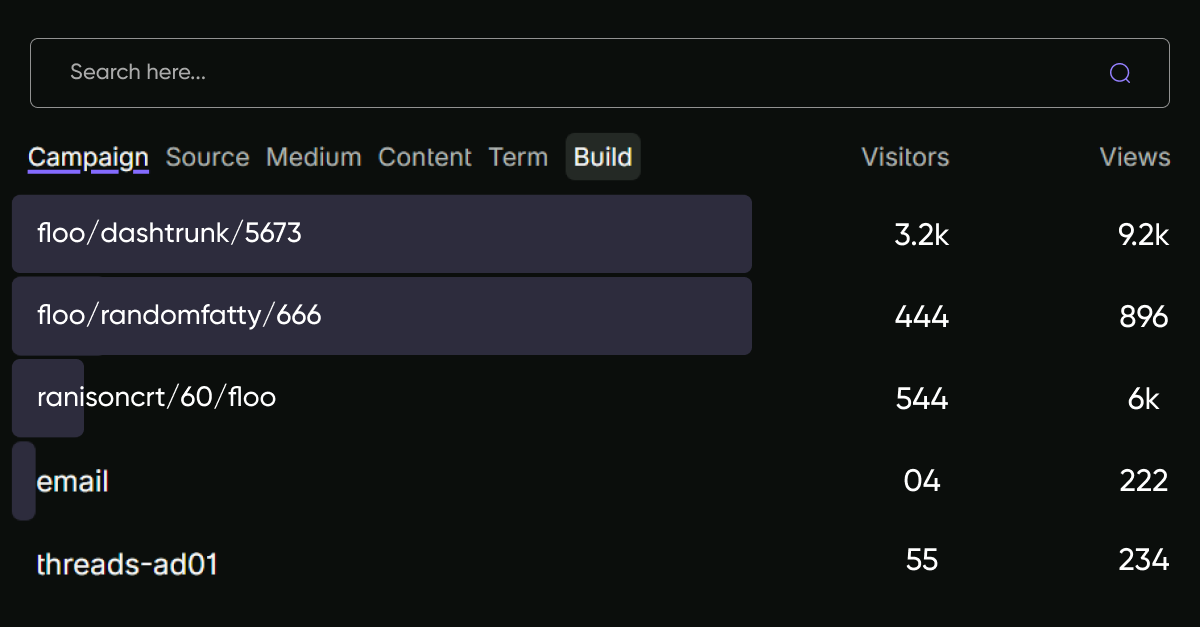 Search here...
Campaign Source Medium Content Term Build Visitors Views
floo/dashtrunk/5673 3.2k 9.2k
floo/randomfatty/666 444 896
ranisoncrt/60/floo 544 6k
email 04 222
threads-ad01 55 234